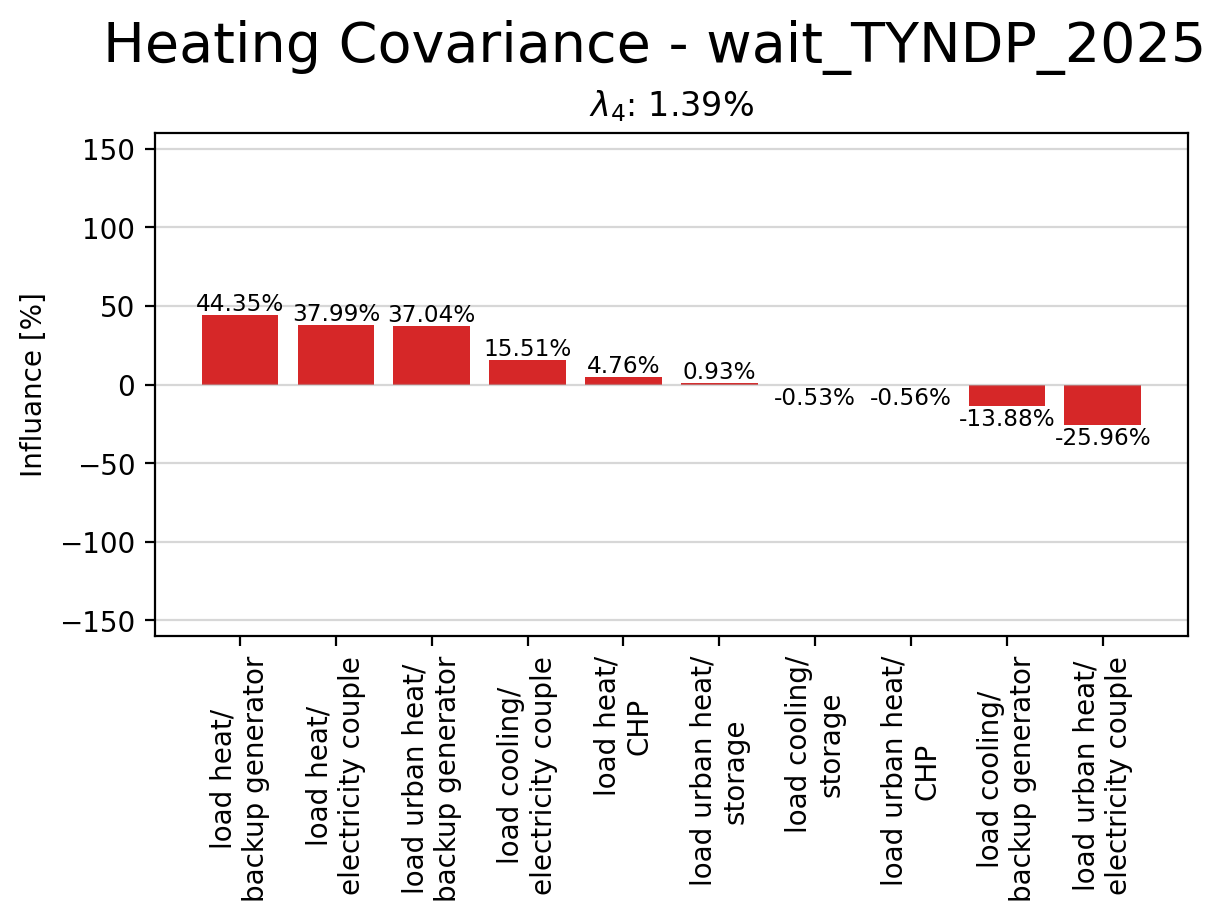 Heating Covariance - wait_TYNDP_2025
λ4: 1.39%
Influance [%]
150
100
50
0
−50
−100
−150
44.35%
37.99%
37.04%
15.51%
4.76%
0.93%
-0.53%
-0.56%
-13.88%
-25.96%
load heat/
backup generator
load heat/
electricity couple
load urban heat/
backup generator
load cooling/
electricity couple
load heat/
CHP
load urban heat/
storage
load cooling/
storage
load urban heat/
CHP
load cooling/
backup generator
load urban heat/
electricity couple